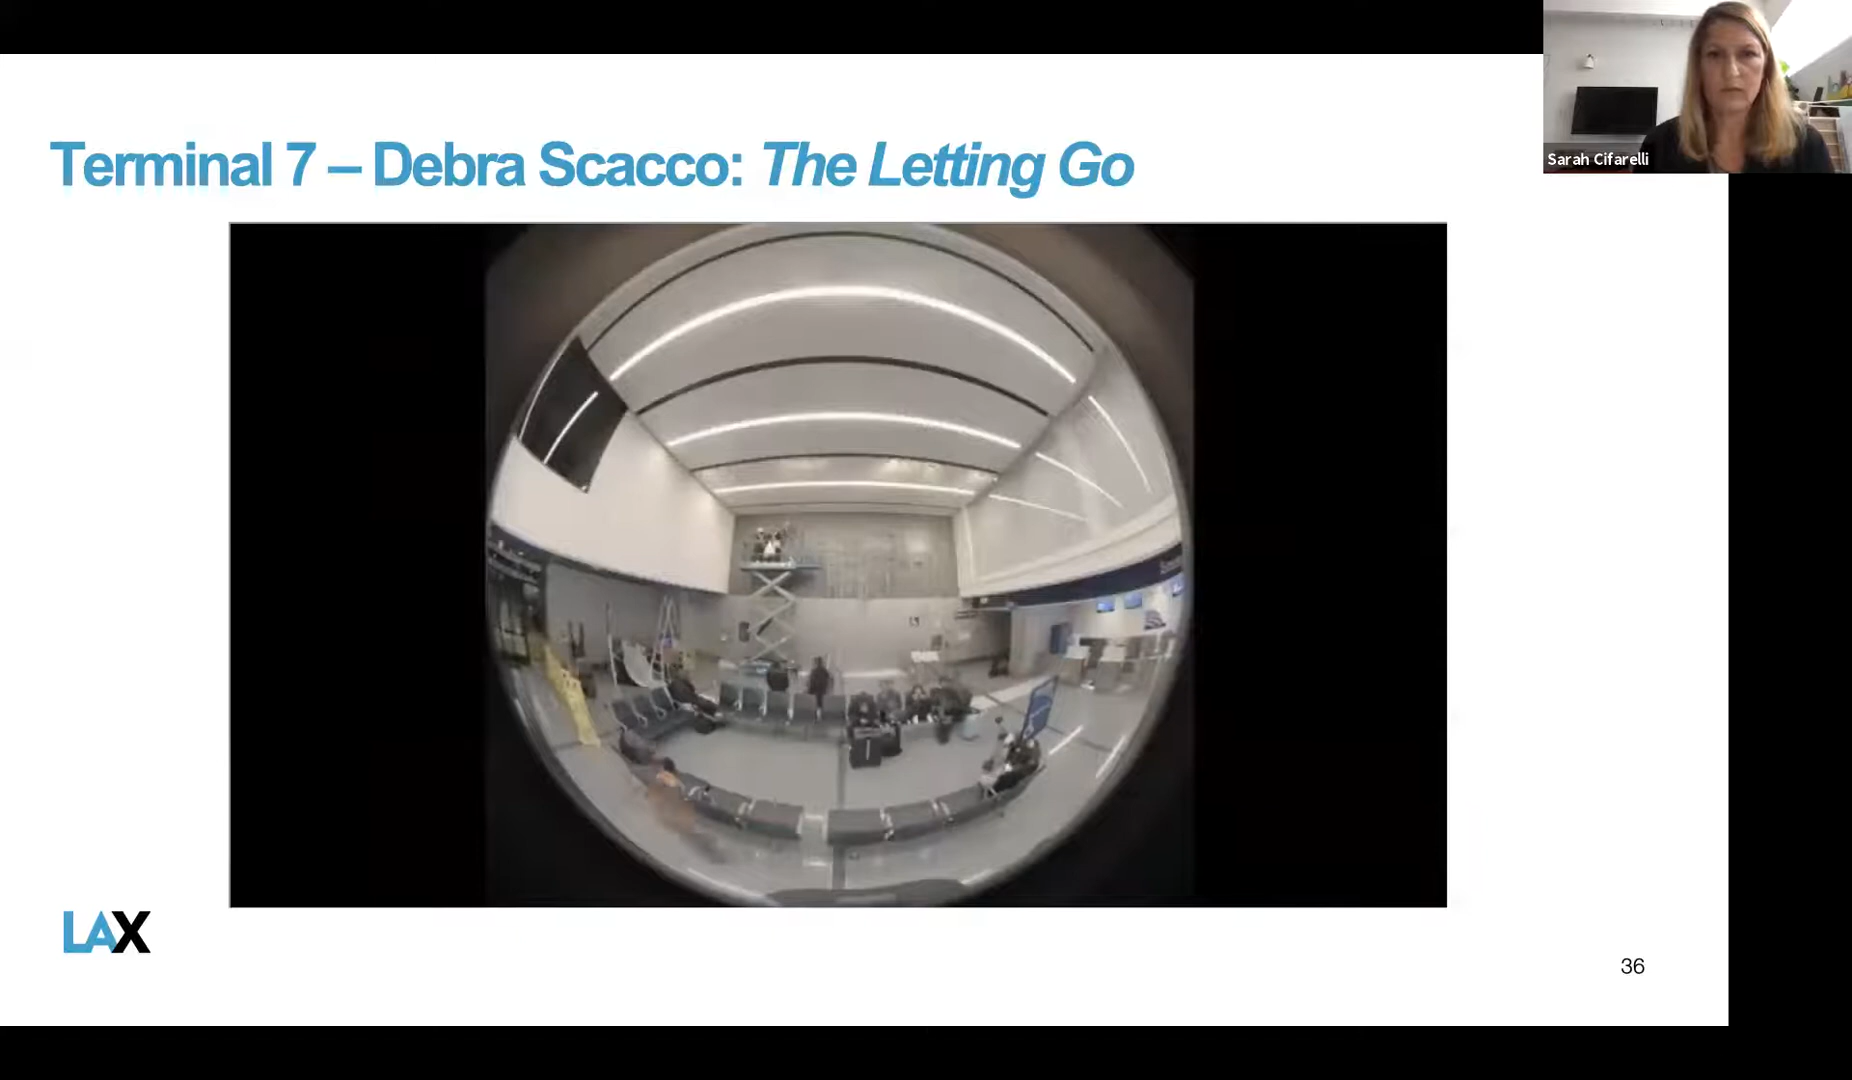 Sarah Cifarelli
Terminal 7 – Debra Scacco: The Letting Go
LAX
36